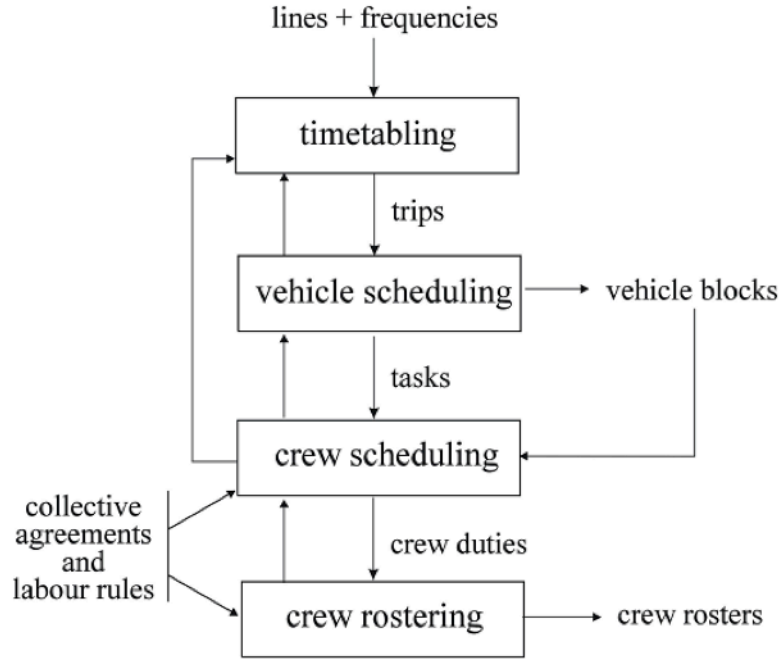 lines + frequencies
timetabling
trips
vehicle scheduling
vehicle blocks
tasks
crew scheduling
collective
agreements
and
labour rules
crew duties
crew rostering
crew rosters